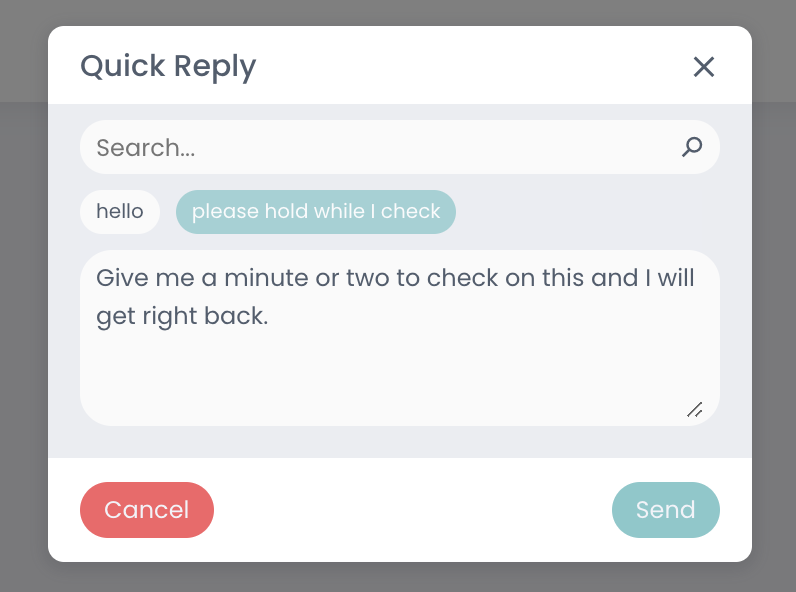 Quick Reply
Search...
hello
please hold while I check
Give me a minute or two to check on this and I will
get right back.
Cancel
Send